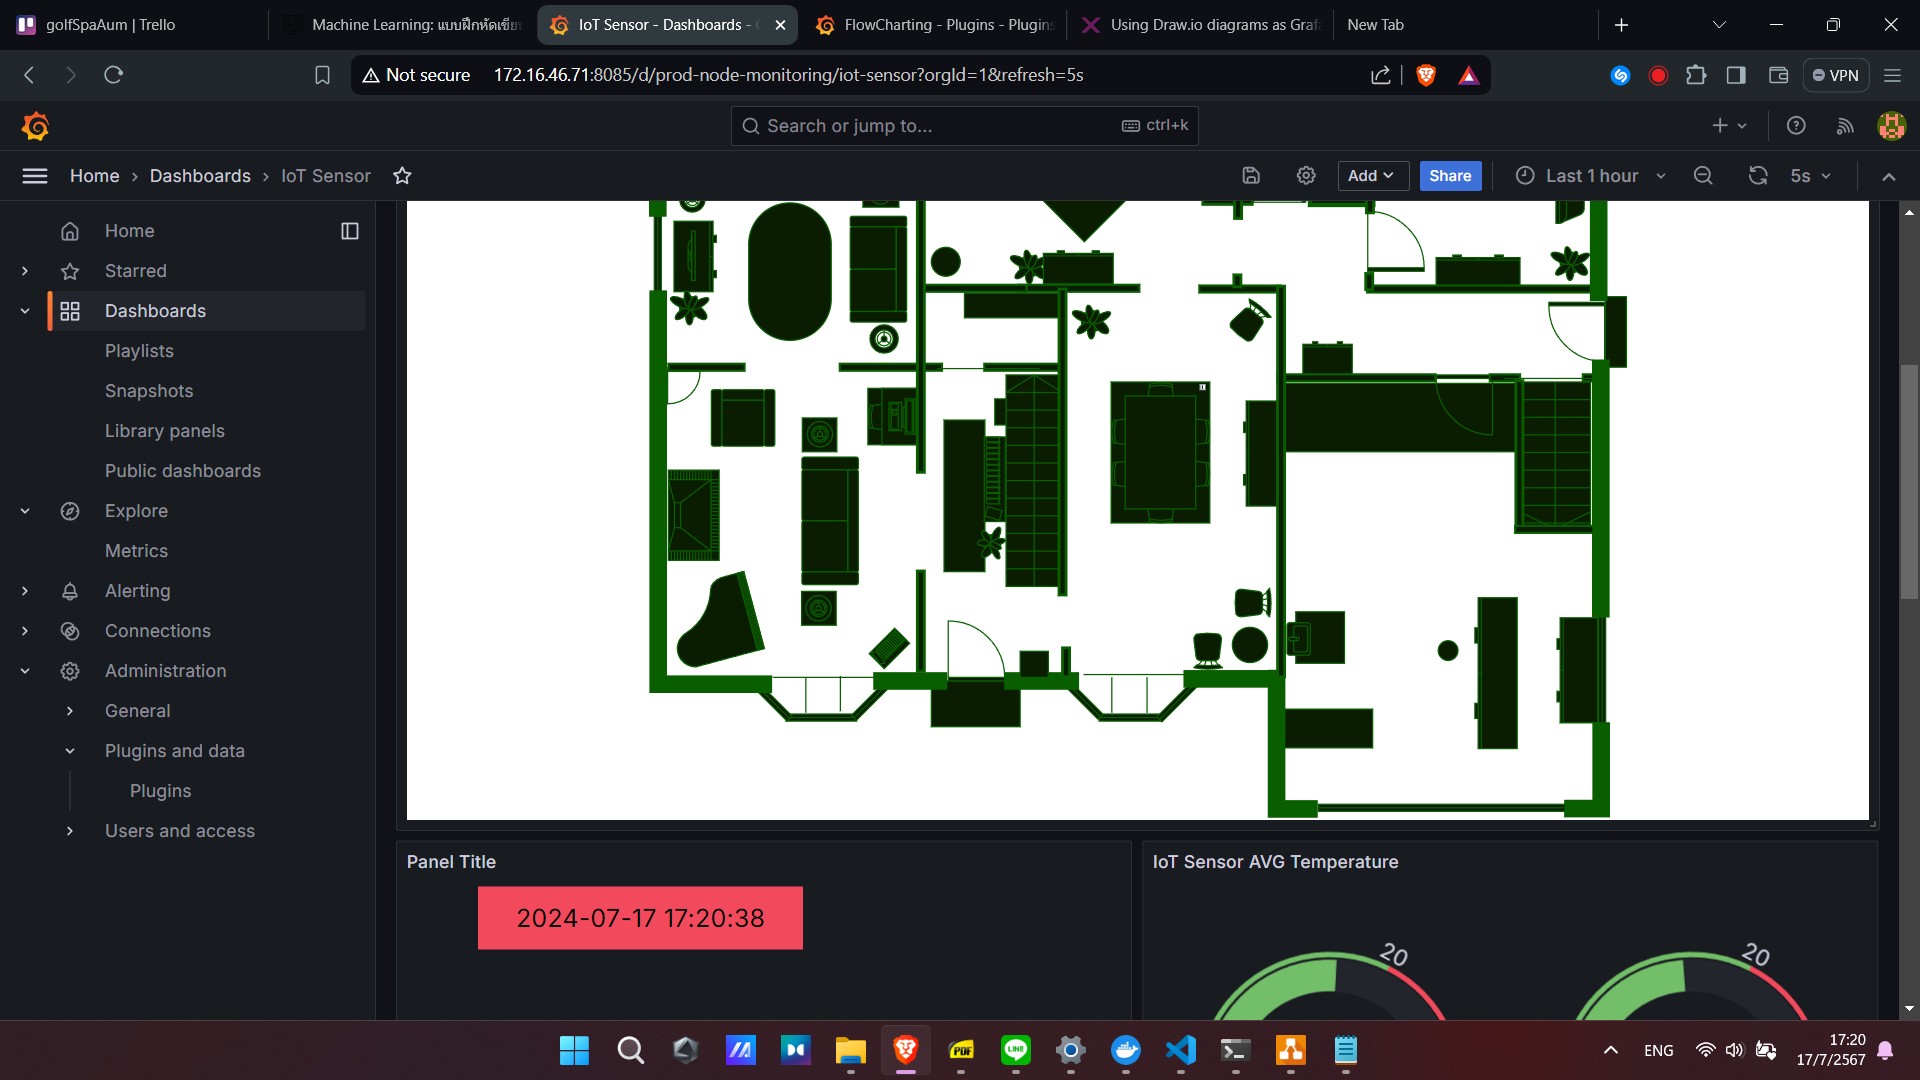 golfSpaAum | Trello
Machine Learning: แบบฝึกหัดเขีย
IoT Sensor - Dashboards -
FlowCharting - Plugins - Plugins
Using Draw.io diagrams as Graf
New Tab
Not secure
172.16.46.71:8085/d/prod-node-monitoring/iot-sensor?orgId=1&refresh=5s
VPN
Search or jump to...
ctrl+k
Home
Dashboards
IoT Sensor
Add
Share
Last 1 hour
5s
Home
Starred
Dashboards
Playlists
Snapshots
Library panels
Public dashboards
Explore
Metrics
Alerting
Connections
Administration
General
Plugins and data
Plugins
Users and access
Panel Title
2024-07-17 17:20:38
IoT Sensor AVG Temperature
20
20
PDF
LINE
ENG
17:20
17/7/2567